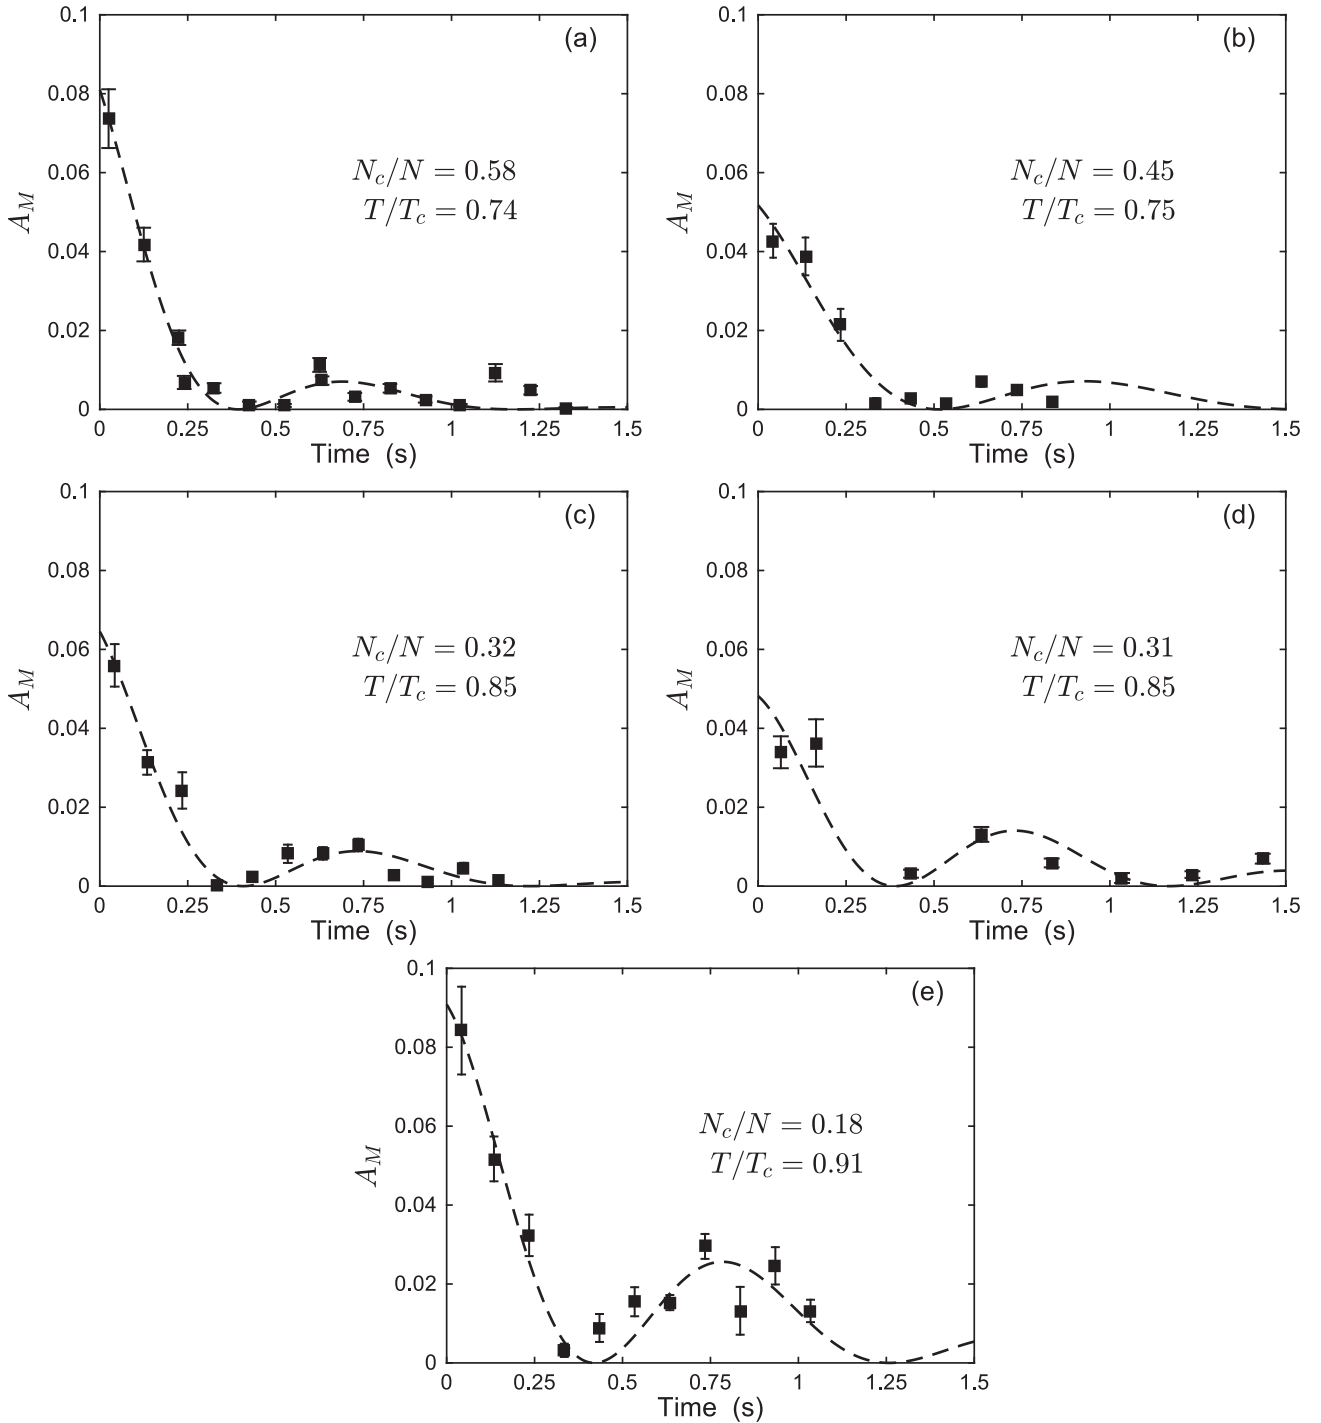 0.1
(a)
0.08
N_c/N = 0.58
0.06
T/T_c = 0.74
A_M
0.04
0.02
0
0 0.25 0.5 0.75 1 1.25 1.5
Time (s)
0.1
(b)
0.08
N_c/N = 0.45
0.06
T/T_c = 0.75
A_M
0.04
0.02
0
0 0.25 0.5 0.75 1 1.25 1.5
Time (s)
0.1
(c)
0.08
N_c/N = 0.32
0.06
T/T_c = 0.85
A_M
0.04
0.02
0
0 0.25 0.5 0.75 1 1.25 1.5
Time (s)
0.1
(d)
0.08
N_c/N = 0.31
0.06
T/T_c = 0.85
A_M
0.04
0.02
0
0 0.25 0.5 0.75 1 1.25 1.5
Time (s)
0.1
(e)
0.08
N_c/N = 0.18
0.06
T/T_c = 0.91
A_M
0.04
0.02
0
0 0.25 0.5 0.75 1 1.25 1.5
Time (s)